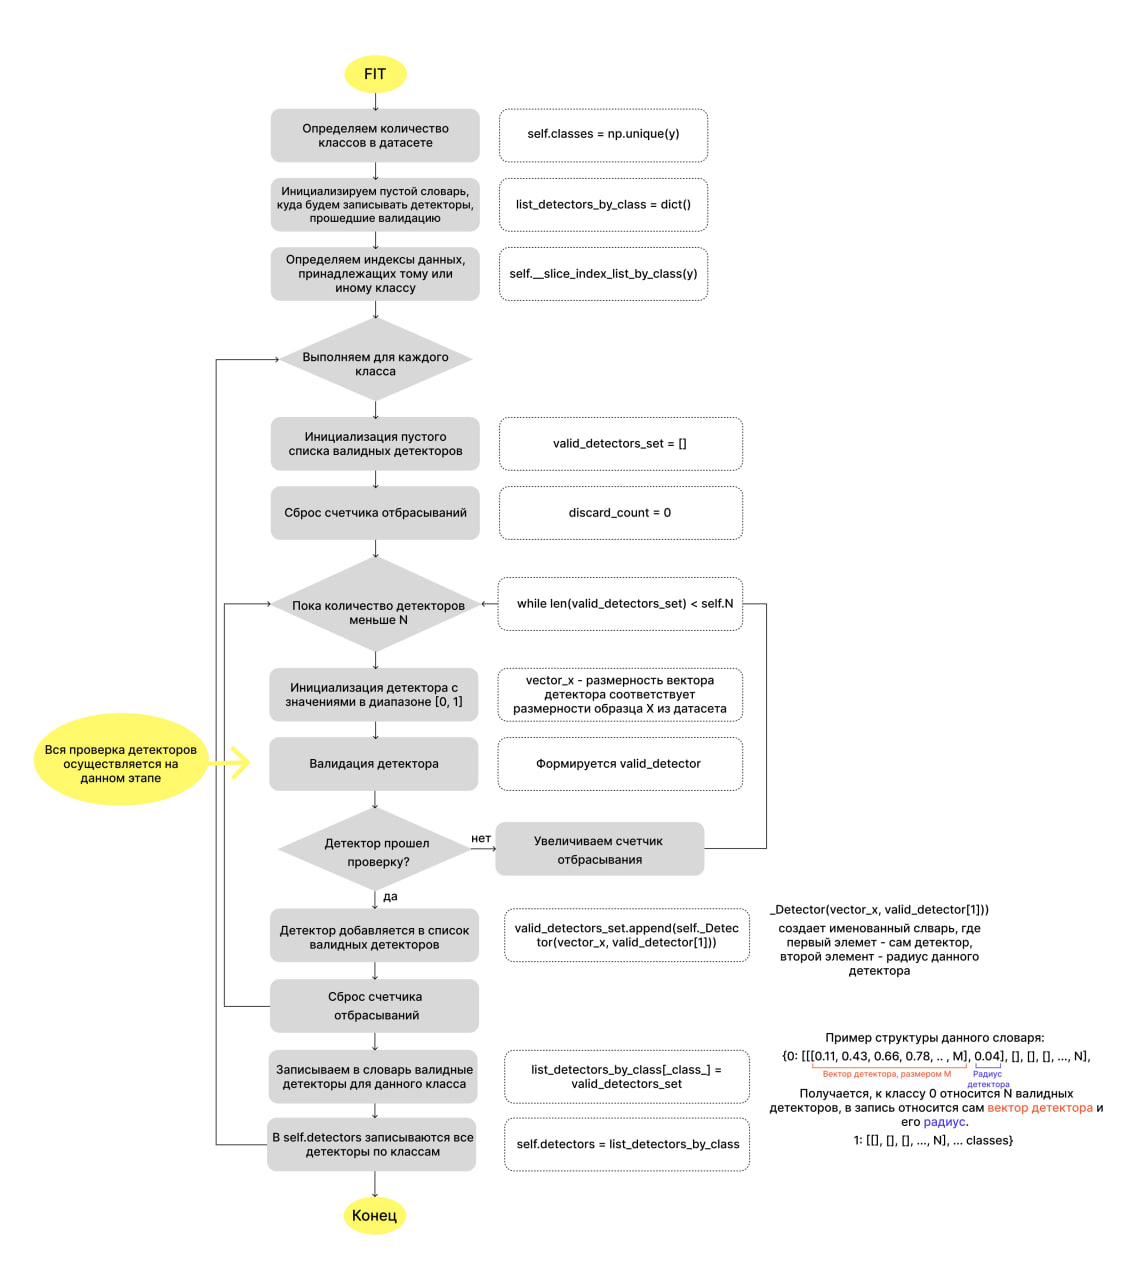 FIT
Определяем количество
классов в датасете
self.classes = np.unique(y)
Инициализируем пустой словарь,
куда будем записывать детекторы,
прошедшие валидацию
list_detectors_by_class = dict()
Определяем индексы данных,
принадлежащих тому или
иному классу
self.__slice_index_list_by_class(y)
Выполняем для каждого
класса
Инициализация пустого
списка валидных детекторов
valid_detectors_set = []
Сброс счетчика отбрасываний
discard_count = 0
Пока количество детекторов
меньше N
while len(valid_detectors_set) < self.N
Инициализация детектора с
значениями в диапазоне [0, 1]
vector_x - размерность вектора
детектора соответствует
размерности образца X из датасета
Вся проверка детекторов
осуществляется на
данном этапе
Валидация детектора
Формируется valid_detector
Детектор прошел
проверку?
нет
Увеличиваем счетчик
отбрасывания
да
Детектор добавляется в список
валидных детекторов
valid_detectors_set.append(self._Detec
tor(vector_x, valid_detector[1]))
_Detector(vector_x, valid_detector[1]))
создает именованный слварь, где
первый элемет - сам детектор,
второй элемент - радиус данного
детектора
Сброс счетчика
отбрасываний
Записываем в словарь валидные
детекторы для данного класса
list_detectors_by_class[_class_] =
valid_detectors_set
Пример структуры данного словаря:
{0: [[[0.11, 0.43, 0.66, 0.78, .. , M], 0.04], [], [], [], ..., N],
Вектор детектора, размером M
Радиус
детектора
Получается, к классу 0 относится N валидных
детекторов, в запись относится сам вектор детектора и
его радиус.
1: [[], [], [], ..., N], ... classes}
В self.detectors записываются все
детекторы по классам
self.detectors = list_detectors_by_class
Конец